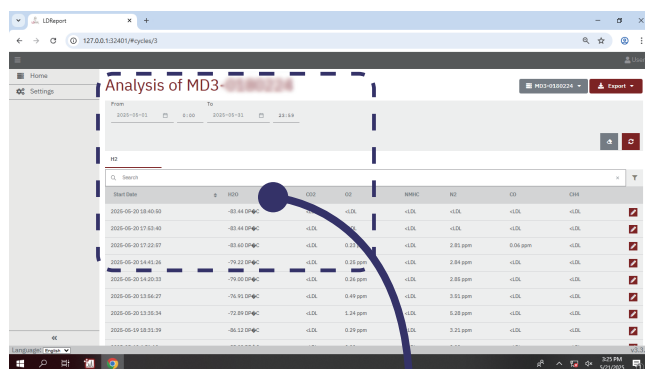 LDReport
127.0.0.1:32401/#cycles/3
User
Home
Settings
Analysis of MD3-
MD3-0180224
Export
From
To
2025-05-01 0:00 2025-05-31 23:59
H2
Search
Start Date H2O CO2 O2 NMHC N2 CO CH4
2025-05-20 18:40:50 -83.44 DP�C <LDL <LDL <LDL <LDL <LDL <LDL
2025-05-20 17:53:40 -83.44 DP�C <LDL <LDL <LDL <LDL <LDL <LDL
2025-05-20 17:22:57 -83.60 DP�C <LDL 0.23 ppm <LDL 2.81 ppm 0.06 ppm <LDL
2025-05-20 14:41:26 -79.22 DP�C <LDL 0.25 ppm <LDL 2.84 ppm <LDL <LDL
2025-05-20 14:20:33 -79.00 DP�C <LDL 0.26 ppm <LDL 2.85 ppm <LDL <LDL
2025-05-20 13:56:27 -76.91 DP�C <LDL 0.49 ppm <LDL 3.51 ppm <LDL <LDL
2025-05-20 13:35:34 -72.89 DP�C <LDL 1.24 ppm <LDL 5.28 ppm <LDL <LDL
2025-05-19 18:31:39 -86.12 DP�C <LDL 0.29 ppm <LDL 3.21 ppm <LDL <LDL
Language: English
v3.3
3:25 PM
5/21/2025